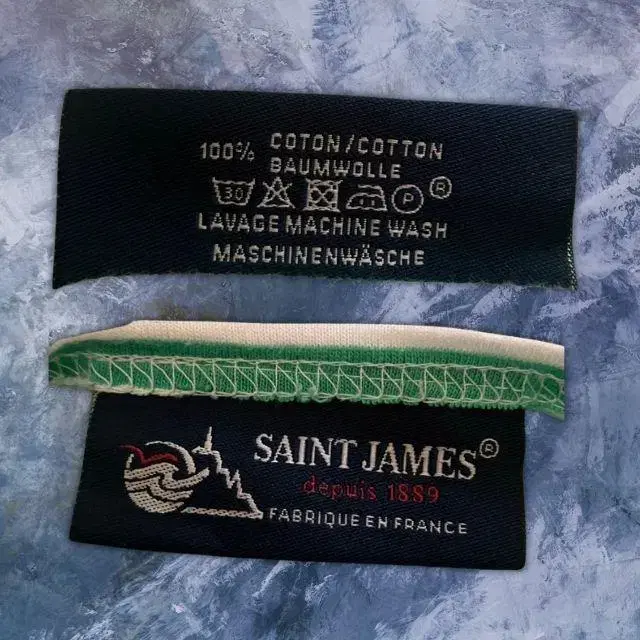 100% COTON / COTTON
BAUMWOLLE
30 P ®
LAVAGE MACHINE WASH
MASCHINENWÄSCHE
SAINT JAMES®
depuis 1889
FABRIQUE EN FRANCE